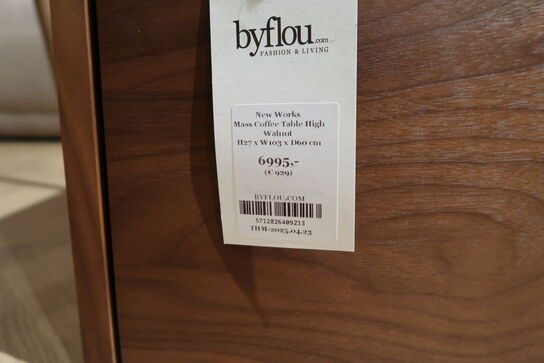 byflou.com
FASHION & LIVING
New Works
Mass Coffee Table High
Walnut
H27 x W103 x D60 cm
6995,-
(€ 929)
BYFLOU.COM
5712826409213
THM-2025.04.23